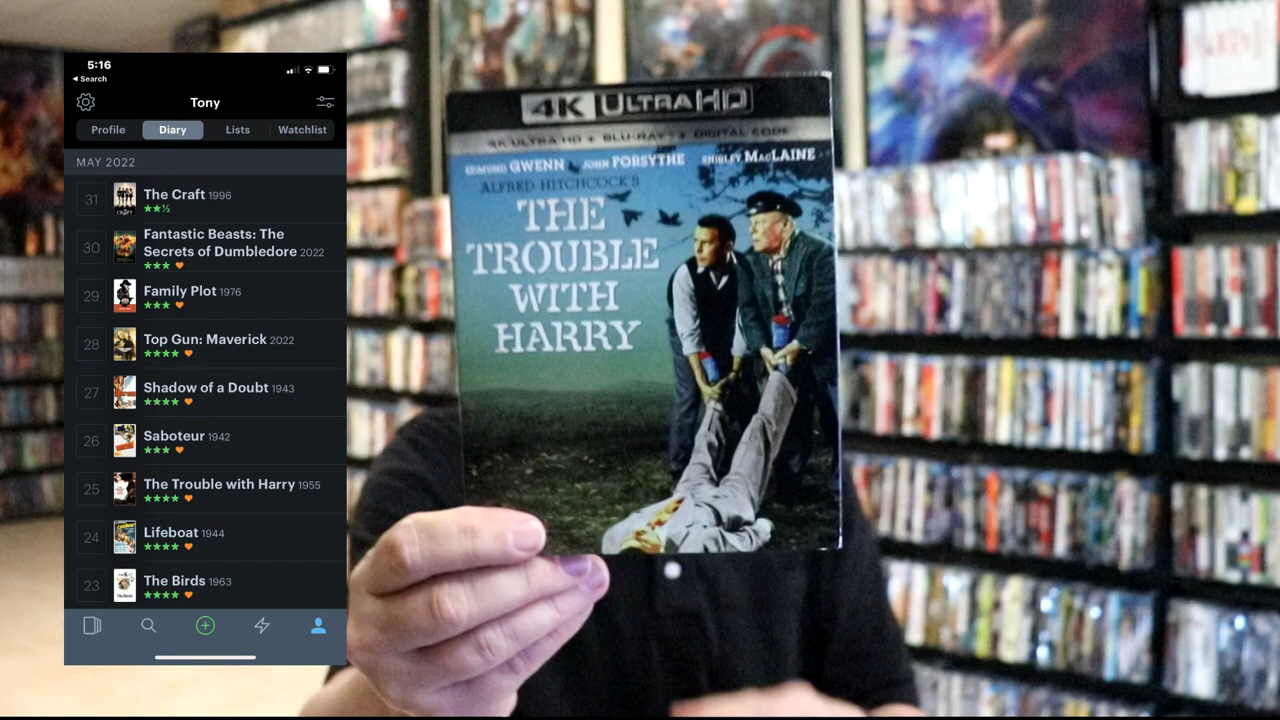 5:16
◄ Search
Tony
Profile
Diary
Lists
Watchlist
MAY 2022
31
The Craft 1996
★★½
30
Fantastic Beasts: The
Secrets of Dumbledore 2022
★★★
29
Family Plot 1976
★★★
28
Top Gun: Maverick 2022
★★★★
27
Shadow of a Doubt 1943
★★★★
26
Saboteur 1942
★★★
25
The Trouble with Harry 1955
★★★★
24
Lifeboat 1944
★★★★
23
The Birds 1963
★★★★
4K ULTRA HD
4K ULTRA HD + BLU-RAY + DIGITAL CODE
EDMUND GWENN JOHN FORSYTHE SHIRLEY MACLAINE
ALFRED HITCHCOCK'S
THE
TROUBLE
WITH
HARRY